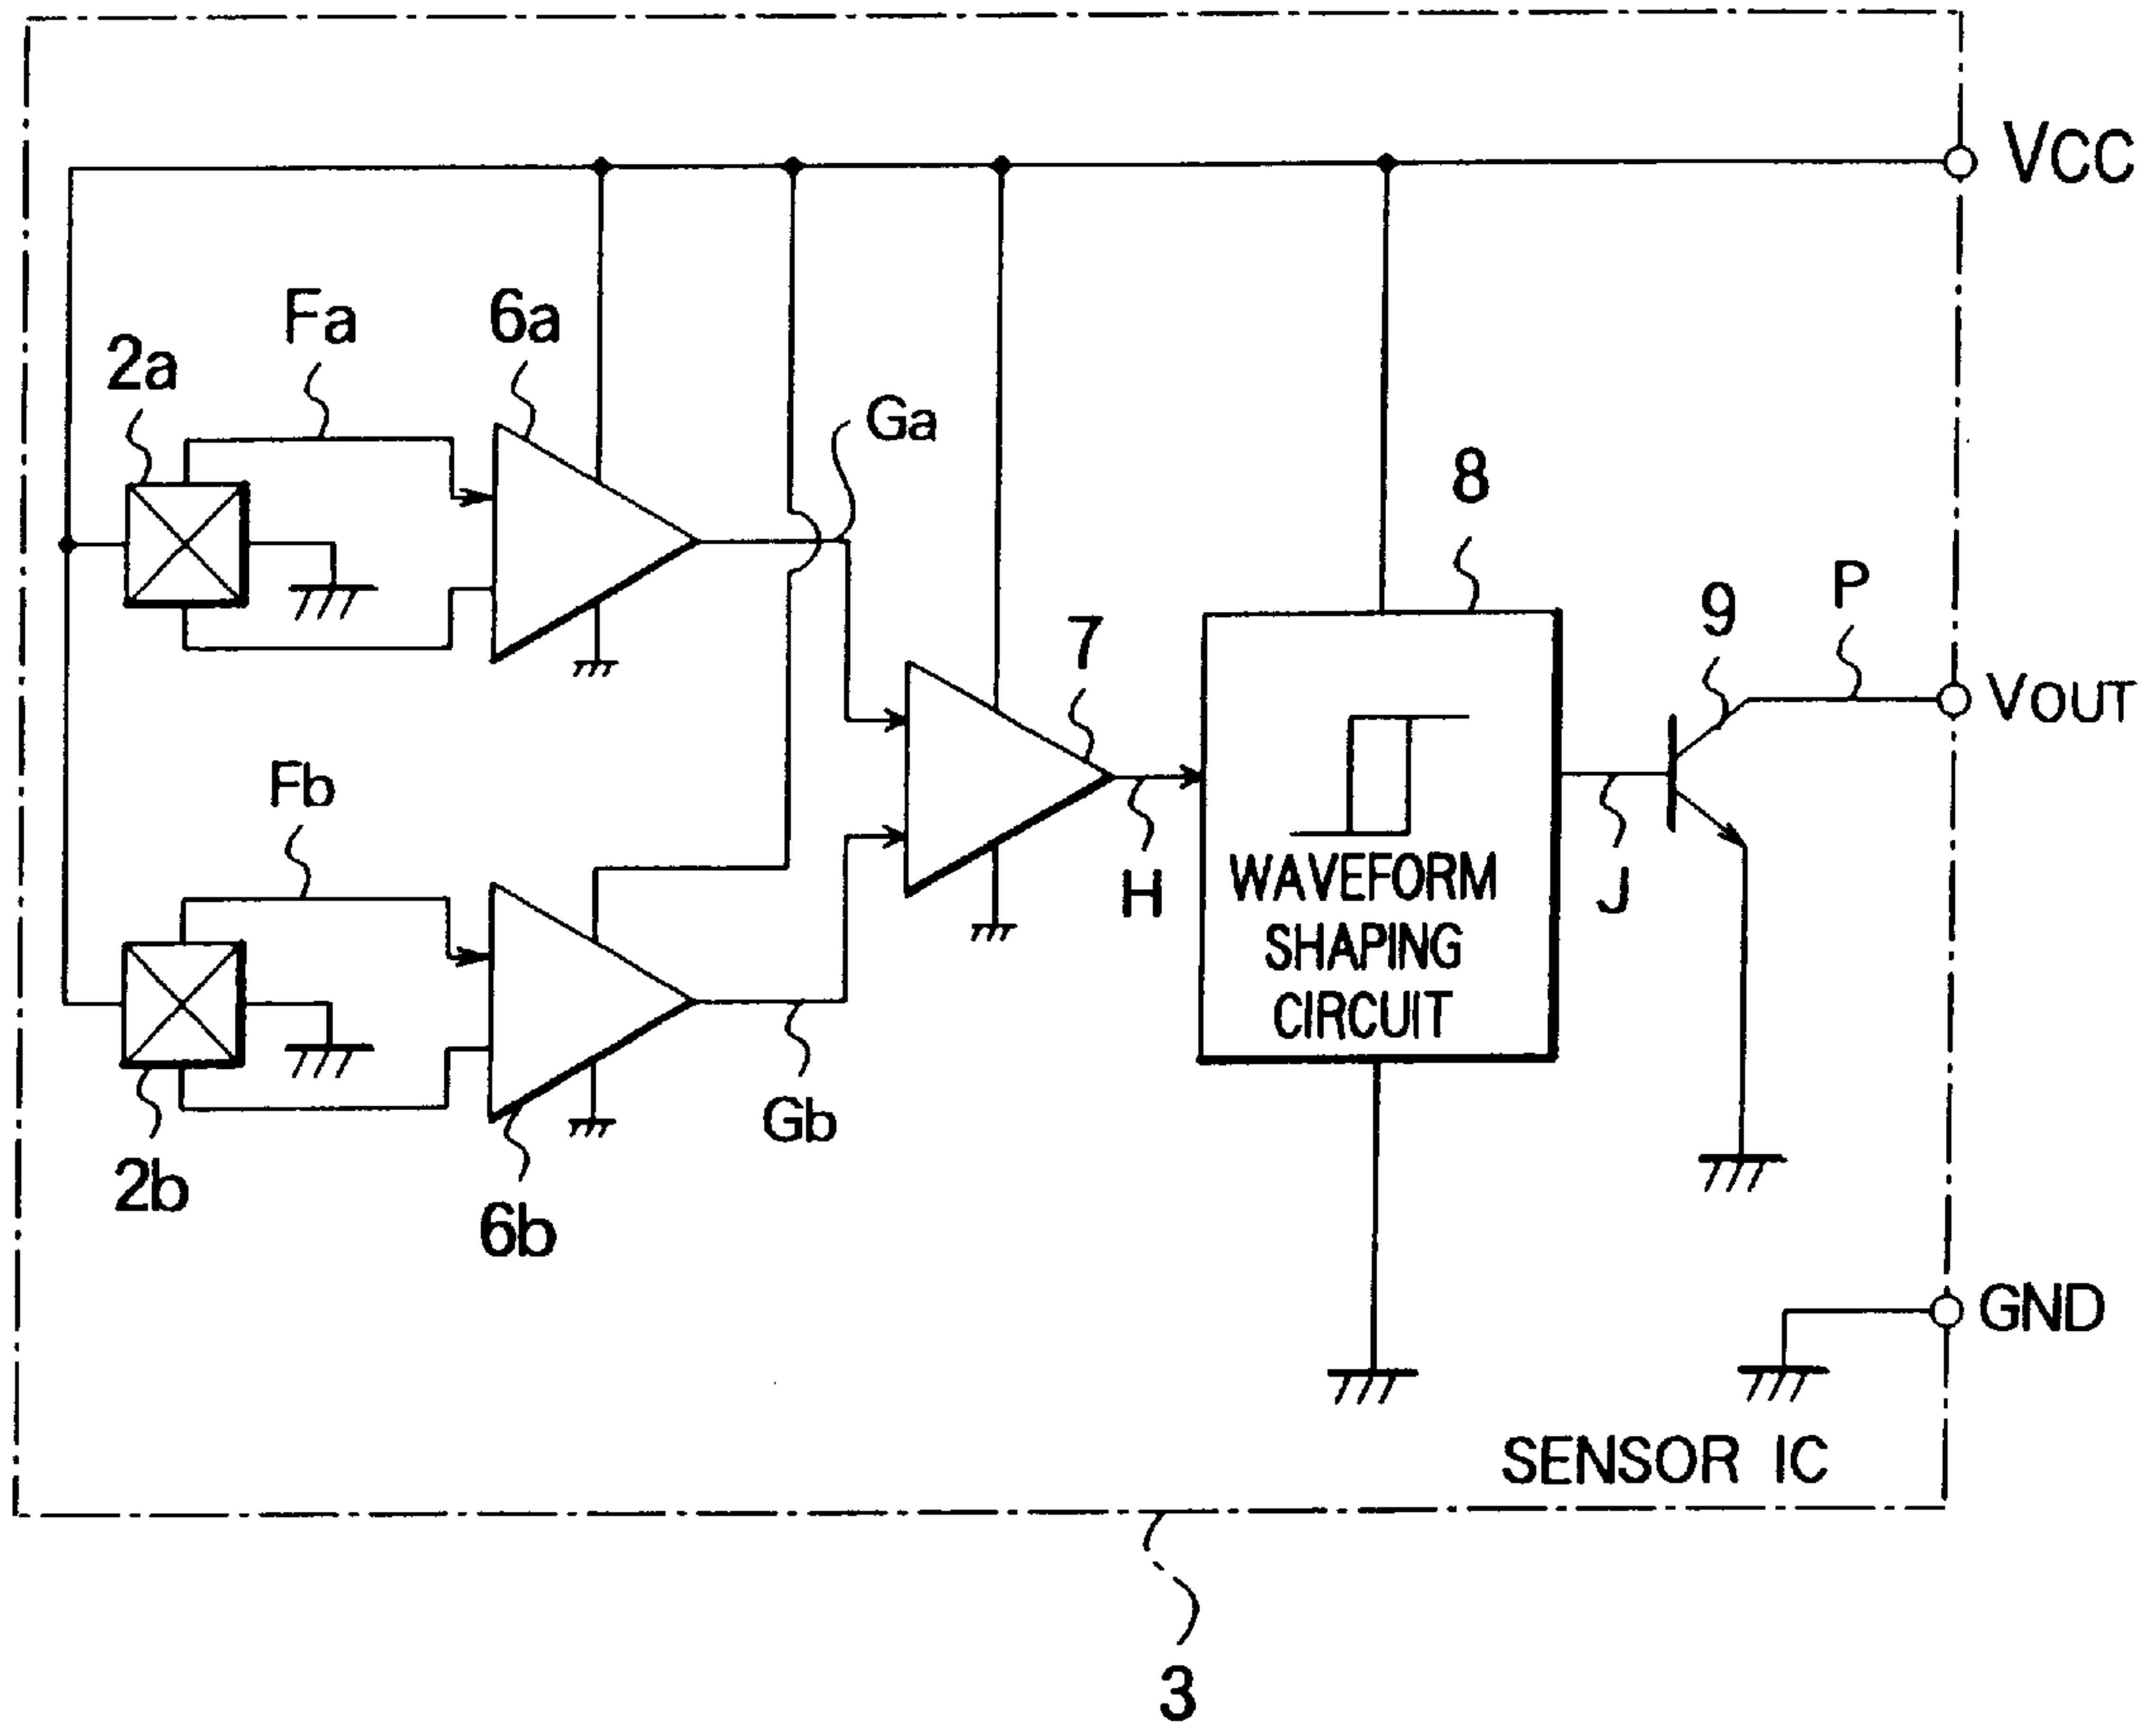 VCC
Fa
6a
2a
Ga
8
P
9
7
VOUT
Fb
WAVEFORM
SHAPING
CIRCUIT
H
J
Gb
2b
6b
GND
SENSOR IC
3